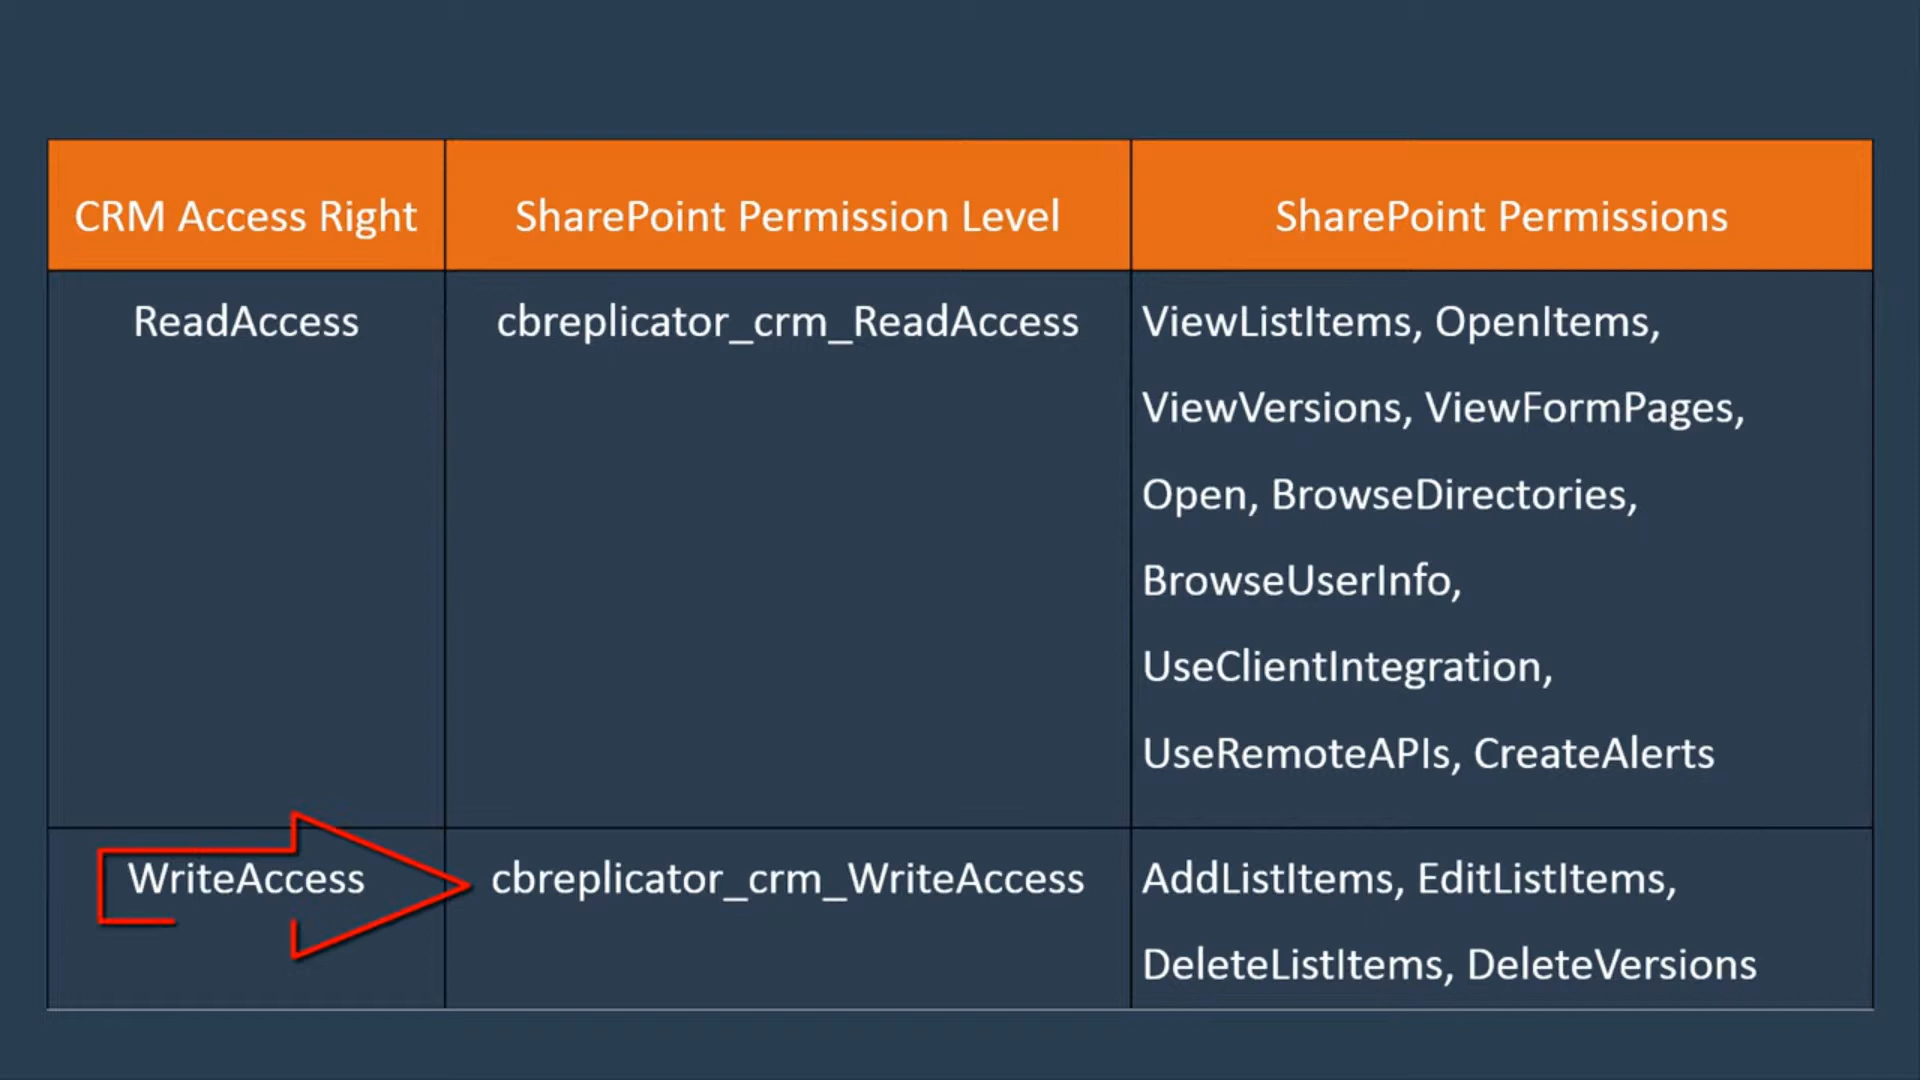 CRM Access Right SharePoint Permission Level SharePoint Permissions
ReadAccess cbreplicator_crm_ReadAccess ViewListItems, OpenItems,
ViewVersions, ViewFormPages,
Open, BrowseDirectories,
BrowseUserInfo,
UseClientIntegration,
UseRemoteAPIs, CreateAlerts
WriteAccess cbreplicator_crm_WriteAccess AddListItems, EditListItems,
DeleteListItems, DeleteVersions